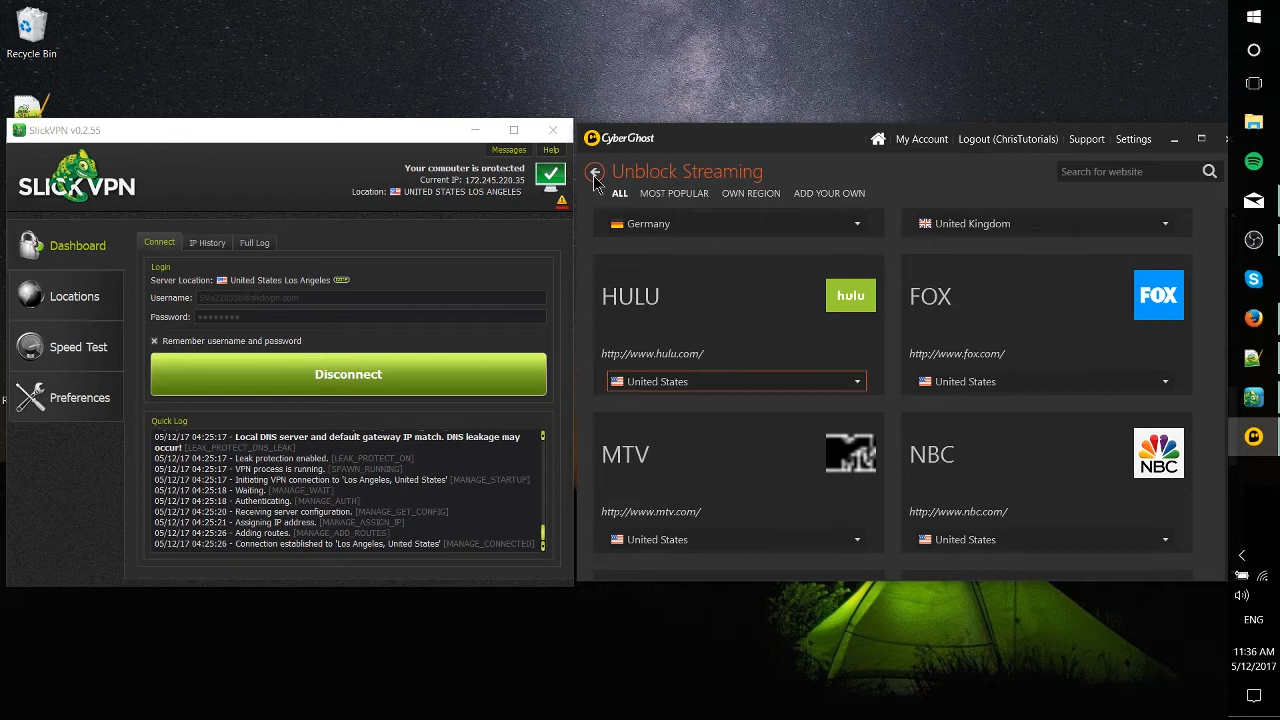 Recycle Bin
SlickVPN v0.2.55
Messages
Help
SLICK VPN
Your computer is protected
Current IP: 172.245.220.35
Location: UNITED STATES LOS ANGELES
Dashboard
Locations
Speed Test
Preferences
Connect
IP History
Full Log
Login
Server Location: United States Los Angeles
Username:
Password: ●●●●●●●●
Remember username and password
Disconnect
Quick Log
05/12/17 04:25:17 - Local DNS server and default gateway IP match. DNS leakage may
occur! [LEAK_PROTECT_DNS_LEAK]
05/12/17 04:25:17 - Leak protection enabled. [LEAK_PROTECT_ON]
05/12/17 04:25:17 - VPN process is running. [SPAWN_RUNNING]
05/12/17 04:25:17 - Initiating VPN connection to 'Los Angeles, United States' [MANAGE_STARTUP]
05/12/17 04:25:18 - Waiting. [MANAGE_WAIT]
05/12/17 04:25:18 - Authenticating. [MANAGE_AUTH]
05/12/17 04:25:20 - Receiving server configuration. [MANAGE_GET_CONFIG]
05/12/17 04:25:21 - Assigning IP address. [MANAGE_ASSIGN_IP]
05/12/17 04:25:26 - Adding routes. [MANAGE_ADD_ROUTES]
05/12/17 04:25:26 - Connection established to 'Los Angeles, United States' [MANAGE_CONNECTED]
CyberGhost
My Account
Logout (ChrisTutorials)
Support
Settings
Unblock Streaming
Search for website
ALL
MOST POPULAR
OWN REGION
ADD YOUR OWN
Germany
United Kingdom
HULU
hulu
http://www.hulu.com/
United States
FOX
FOX
http://www.fox.com/
United States
MTV
MTV
http://www.mtv.com/
United States
NBC
NBC
http://www.nbc.com/
United States
ENG
11:36 AM
5/12/2017